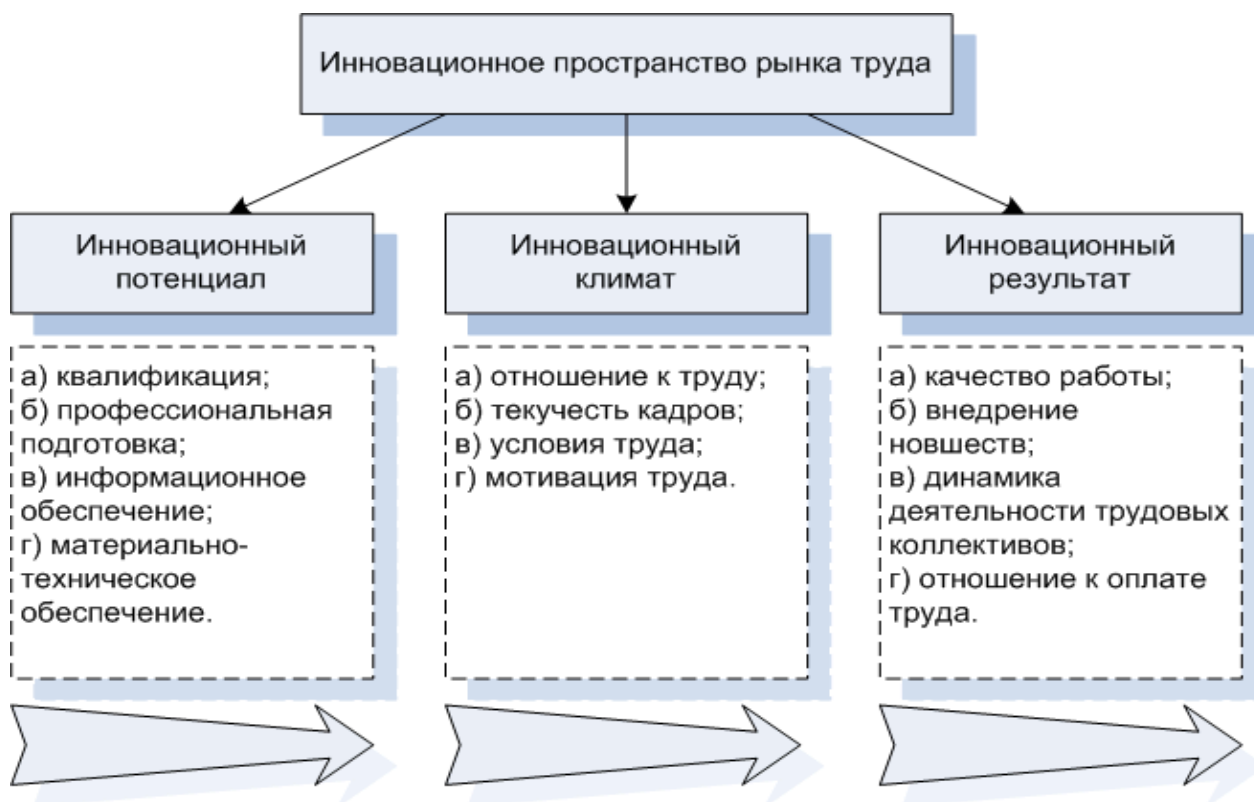 Инновационное пространство рынка труда
Инновационный
потенциал
Инновационный
климат
Инновационный
результат
а) квалификация;
б) профессиональная
подготовка;
в) информационное
обеспечение;
г) материально-
техническое
обеспечение.
а) отношение к труду;
б) текучесть кадров;
в) условия труда;
г) мотивация труда.
а) качество работы;
б) внедрение
новшеств;
в) динамика
деятельности трудовых
коллективов;
г) отношение к оплате
труда.